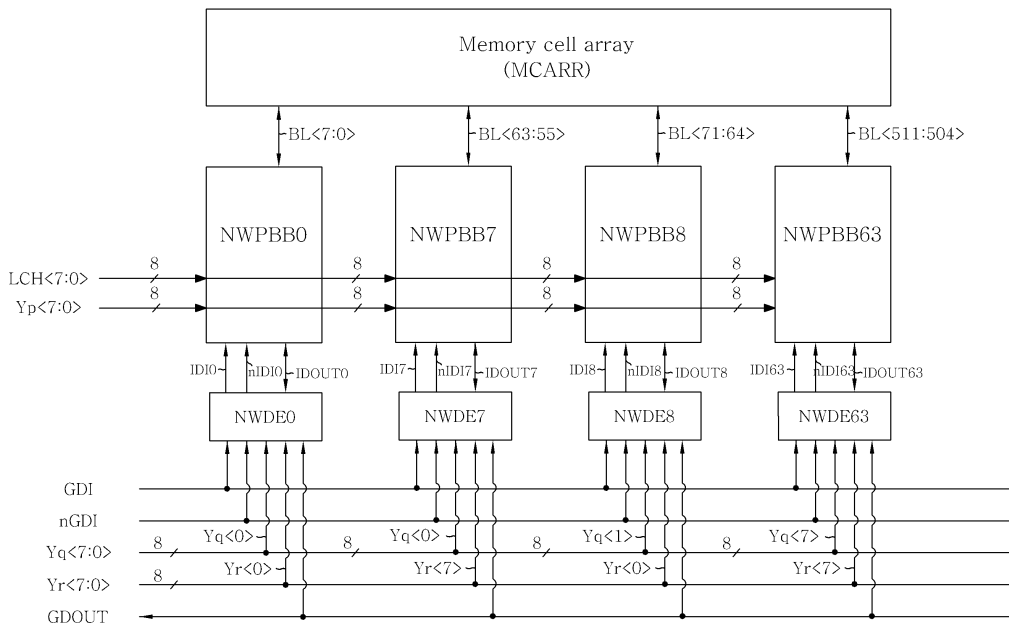 Memory cell array
(MCARR)
BL<7:0>
BL<63:55>
BL<71:64>
BL<511:504>
NWPBB0
NWPBB7
NWPBB8
NWPBB63
LCH<7:0>
8
8
8
8
Yp<7:0>
8
8
8
8
IDI0
nIDI0
IDOUT0
IDI7
nIDI7
IDOUT7
IDI8
nIDI8
IDOUT8
IDI63
nIDI63
IDOUT63
NWDE0
NWDE7
NWDE8
NWDE63
GDI
nGDI
Yq<7:0>
8
Yq<0>
8
Yq<0>
8
Yq<1>
8
Yq<7>
Yr<7:0>
8
Yr<0>
Yr<7>
Yr<0>
Yr<7>
GDOUT